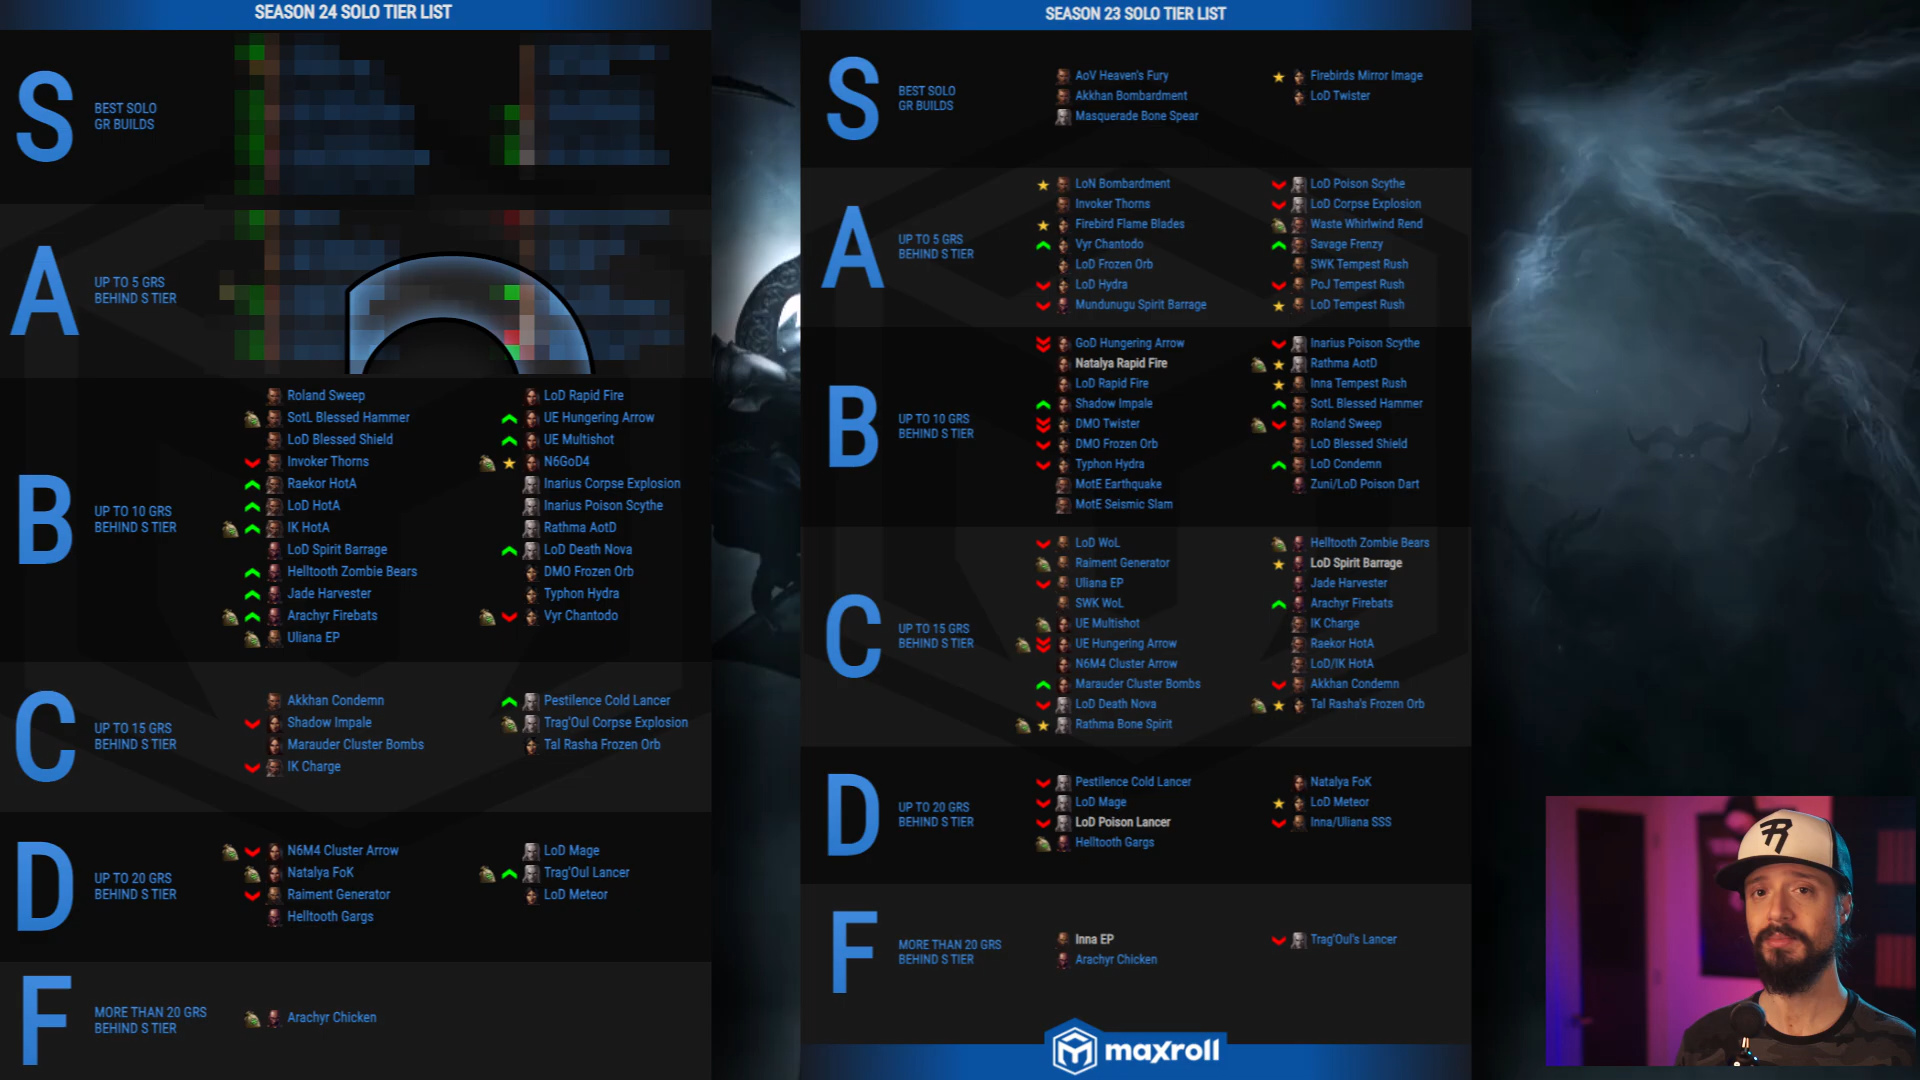 SEASON 24 SOLO TIER LIST
S
BEST SOLO
GR BUILDS
A
UP TO 5 GRS
BEHIND S TIER
B
UP TO 10 GRS
BEHIND S TIER
Roland Sweep
SotL Blessed Hammer
LoD Blessed Shield
Invoker Thorns
Raekor HotA
LoD HotA
IK HotA
LoD Spirit Barrage
Helltooth Zombie Bears
Jade Harvester
Arachyr Firebats
Uliana EP
LoD Rapid Fire
UE Hungering Arrow
UE Multishot
N6GoD4
Inarius Corpse Explosion
Inarius Poison Scythe
Rathma AotD
LoD Death Nova
DMO Frozen Orb
Typhon Hydra
Vyr Chantodo
C
UP TO 15 GRS
BEHIND S TIER
Akkhan Condemn
Shadow Impale
Marauder Cluster Bombs
IK Charge
Pestilence Cold Lancer
Trag'Oul Corpse Explosion
Tal Rasha Frozen Orb
D
UP TO 20 GRS
BEHIND S TIER
N6M4 Cluster Arrow
Natalya FoK
Raiment Generator
Helltooth Gargs
LoD Mage
Trag'Oul Lancer
LoD Meteor
F
MORE THAN 20 GRS
BEHIND S TIER
Arachyr Chicken
SEASON 23 SOLO TIER LIST
S
BEST SOLO
GR BUILDS
AoV Heaven's Fury
Akkhan Bombardment
Masquerade Bone Spear
Firebirds Mirror Image
LoD Twister
A
UP TO 5 GRS
BEHIND S TIER
LoN Bombardment
Invoker Thorns
Firebird Flame Blades
Vyr Chantodo
LoD Frozen Orb
LoD Hydra
Mundunugu Spirit Barrage
LoD Poison Scythe
LoD Corpse Explosion
Waste Whirlwind Rend
Savage Frenzy
SWK Tempest Rush
PoJ Tempest Rush
LoD Tempest Rush
B
UP TO 10 GRS
BEHIND S TIER
GoD Hungering Arrow
Natalya Rapid Fire
LoD Rapid Fire
Shadow Impale
DMO Twister
DMO Frozen Orb
Typhon Hydra
MotE Earthquake
MotE Seismic Slam
Inarius Poison Scythe
Rathma AotD
Inna Tempest Rush
SotL Blessed Hammer
Roland Sweep
LoD Blessed Shield
LoD Condemn
Zuni/LoD Poison Dart
C
UP TO 15 GRS
BEHIND S TIER
LoD WoL
Raiment Generator
Uliana EP
SWK WoL
UE Multishot
UE Hungering Arrow
N6M4 Cluster Arrow
Marauder Cluster Bombs
LoD Death Nova
Rathma Bone Spirit
Helltooth Zombie Bears
LoD Spirit Barrage
Jade Harvester
Arachyr Firebats
IK Charge
Raekor HotA
LoD/IK HotA
Akkhan Condemn
Tal Rasha's Frozen Orb
D
UP TO 20 GRS
BEHIND S TIER
Pestilence Cold Lancer
LoD Mage
LoD Poison Lancer
Helltooth Gargs
Natalya FoK
LoD Meteor
Inna/Uliana SSS
F
MORE THAN 20 GRS
BEHIND S TIER
Inna EP
Arachyr Chicken
Trag'Oul's Lancer
maxroll